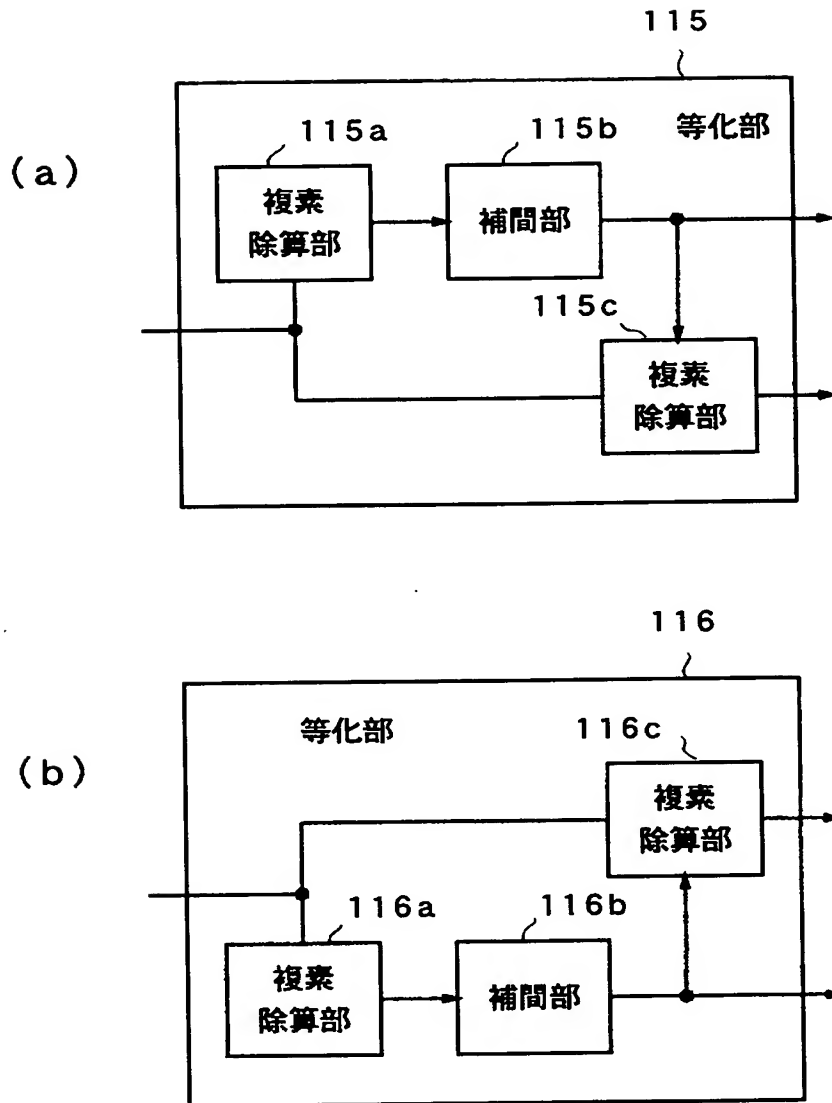 115
115a
115b
等化部
(a)
複素
除算部
補間部
115c
複素
除算部
116
等化部
116c
(b)
複素
除算部
116a
116b
複素
除算部
補間部